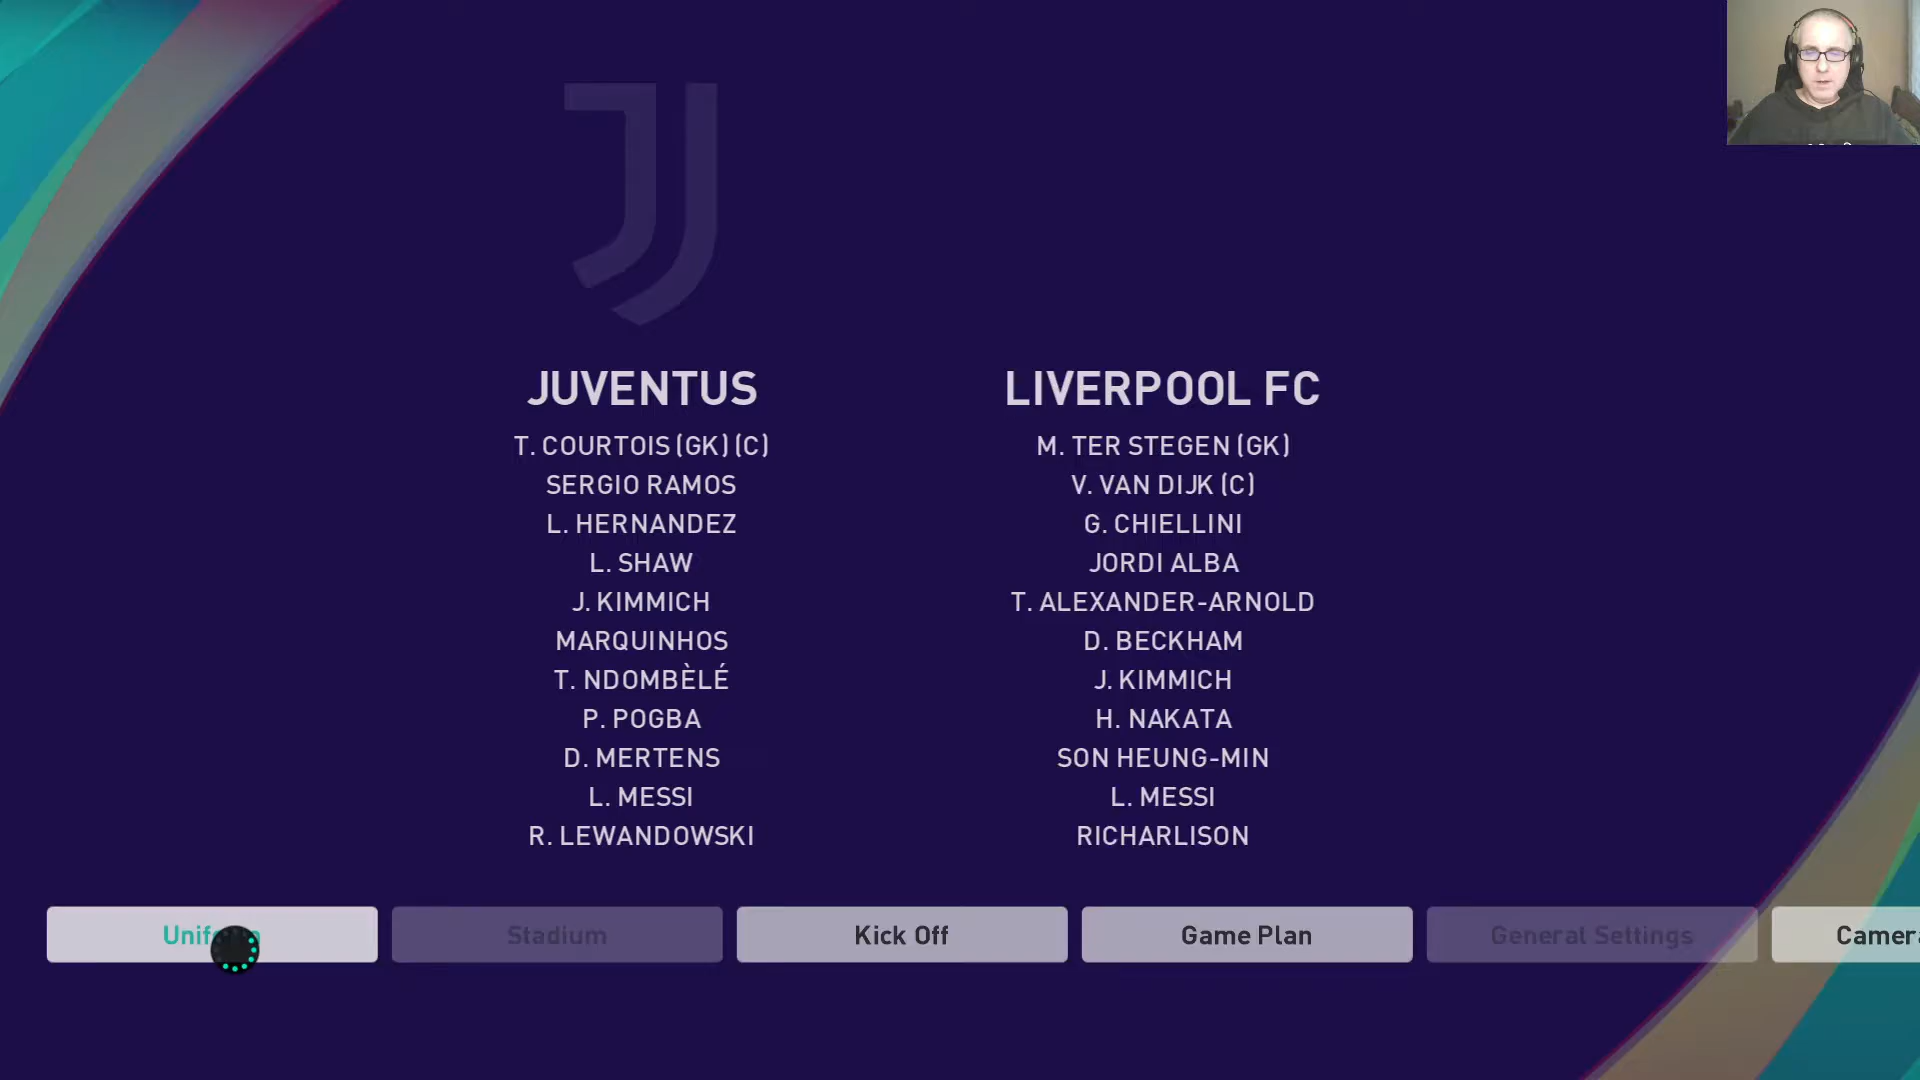 JUVENTUS
T. COURTOIS (GK) (C)
SERGIO RAMOS
L. HERNANDEZ
L. SHAW
J. KIMMICH
MARQUINHOS
T. NDOMBÈLÉ
P. POGBA
D. MERTENS
L. MESSI
R. LEWANDOWSKI
LIVERPOOL FC
M. TER STEGEN (GK)
V. VAN DIJK (C)
G. CHIELLINI
JORDI ALBA
T. ALEXANDER-ARNOLD
D. BECKHAM
J. KIMMICH
H. NAKATA
SON HEUNG-MIN
L. MESSI
RICHARLISON
Stadium
Kick Off
Game Plan
General Settings